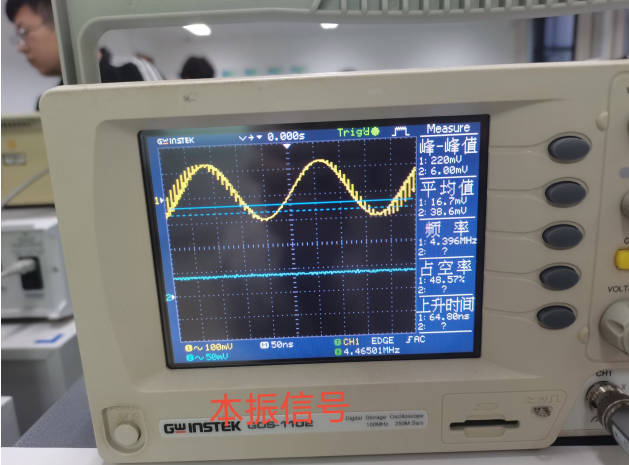 GWINSTEK
0.000s
Trig'd
Measure
峰-峰值
1: 220mV
2: 6.00mV
平均值
1: 16.7mV
2: 38.6mV
频率
1: 4.396MHz
2: ?
占空率
1: 48.57%
2: ?
上升时间
1: 64.80ns
2: ?
1
2
1 100mV
M 50ns
CH1 EDGE AC
2 50mV
4.46501MHz
本振信号
GWINSTEK GDS-1102
Digital Storage Oscilloscope
100MHz 250M Sa/s
VOLT
CH1